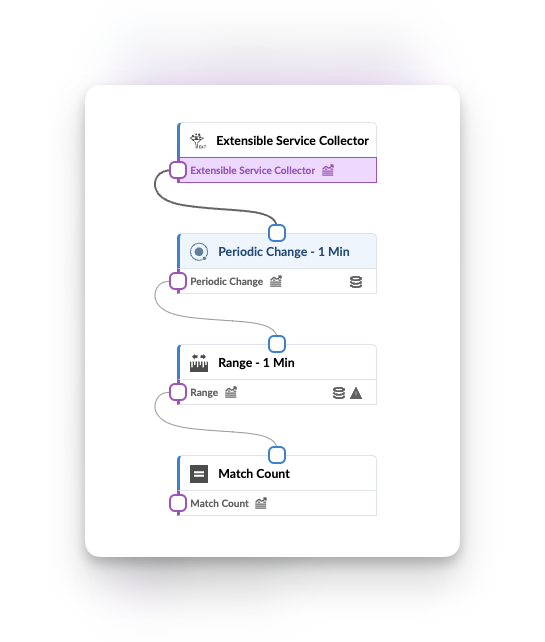 Extensible Service Collector
Extensible Service Collector
Periodic Change - 1 Min
Periodic Change
Range - 1 Min
Range
Match Count
Match Count